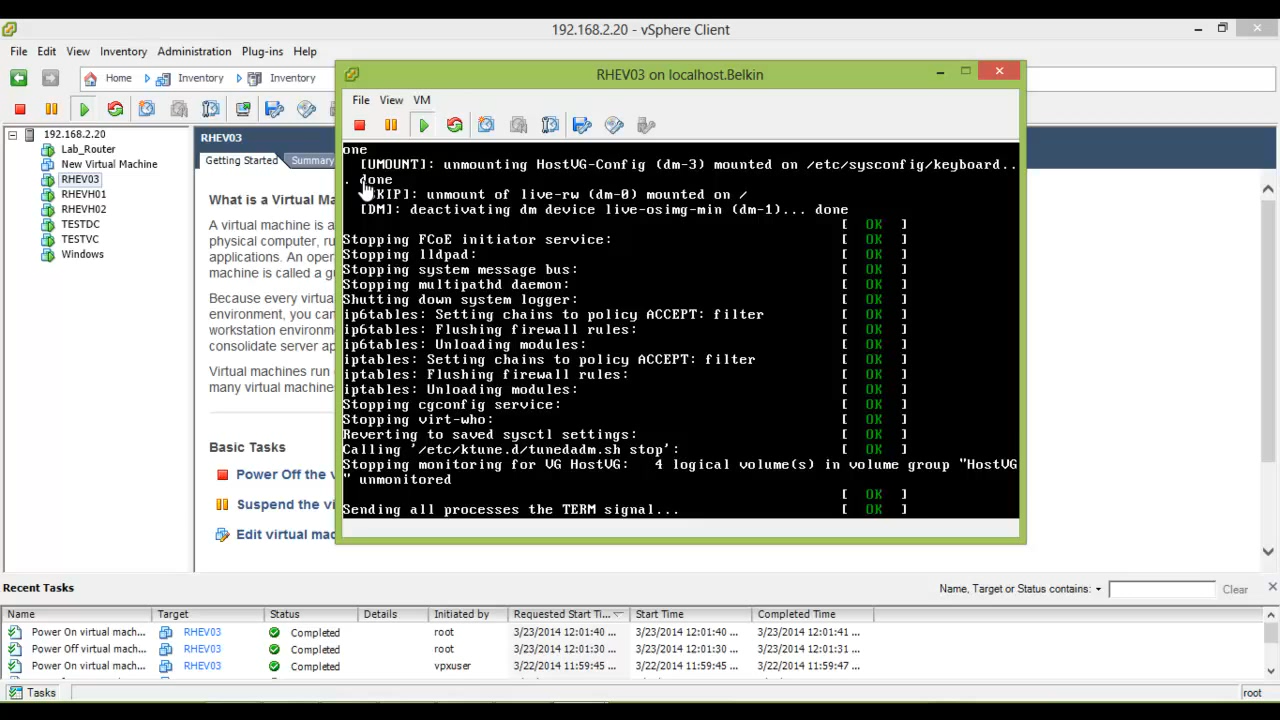 192.168.2.20 - vSphere Client
File Edit View Inventory Administration Plug-ins Help
Home Inventory Inventory
192.168.2.20
Lab_Router
New Virtual Machine
RHEV03
RHEVH01
RHEVH02
TESTDC
TESTVC
Windows
RHEV03
Getting Started Summary
What is a Virtual Ma
A virtual machine is a
physical computer, ru
applications. An oper
machine is called a g
Because every virtua
environment, you can
workstation environm
consolidate server ap
Virtual machines run
many virtual machine
Basic Tasks
Power Off the v
Suspend the vi
Edit virtual mac
RHEV03 on localhost.Belkin
File View VM
one
[UMOUNT]: unmounting HostVG-Config (dm-3) mounted on /etc/sysconfig/keyboard..
. done
KIP]: unmount of live-rw (dm-0) mounted on /
[DM]: deactivating dm device live-osimg-min (dm-1)... done
[ OK ]
Stopping FCoE initiator service: [ OK ]
Stopping lldpad: [ OK ]
Stopping system message bus: [ OK ]
Stopping multipathd daemon: [ OK ]
Shutting down system logger: [ OK ]
ip6tables: Setting chains to policy ACCEPT: filter [ OK ]
ip6tables: Flushing firewall rules: [ OK ]
ip6tables: Unloading modules: [ OK ]
iptables: Setting chains to policy ACCEPT: filter [ OK ]
iptables: Flushing firewall rules: [ OK ]
iptables: Unloading modules: [ OK ]
Stopping cgconfig service: [ OK ]
Stopping virt-who: [ OK ]
Reverting to saved sysctl settings: [ OK ]
Calling '/etc/ktune.d/tunedadm.sh stop': [ OK ]
Stopping monitoring for VG HostVG: 4 logical volume(s) in volume group "HostVG
" unmonitored
[ OK ]
Sending all processes the TERM signal... [ OK ]
Recent Tasks
Name, Target or Status contains: Clear
Name Target Status Details Initiated by Requested Start Ti... Start Time Completed Time
Power On virtual mach... RHEV03 Completed root 3/23/2014 12:01:40 ... 3/23/2014 12:01:40 ... 3/23/2014 12:01:41 ...
Power Off virtual mach... RHEV03 Completed root 3/23/2014 12:01:30 ... 3/23/2014 12:01:30 ... 3/23/2014 12:01:31 ...
Power On virtual mach... RHEV03 Completed vpxuser 3/22/2014 11:59:45 ... 3/22/2014 11:59:45 ... 3/22/2014 11:59:47 ...
Tasks
root